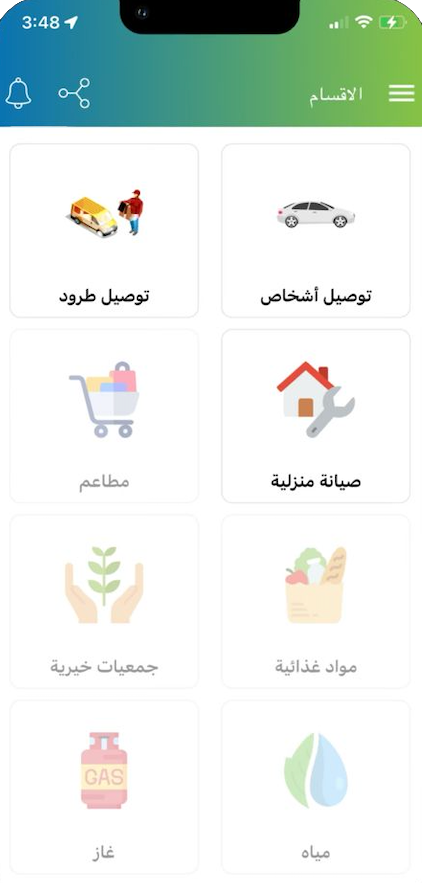 3:48
الاقسام
توصيل أشخاص
توصيل طرود
صيانة منزلية
مطاعم
مواد غذائية
جمعيات خيرية
مياه
GAS
غاز